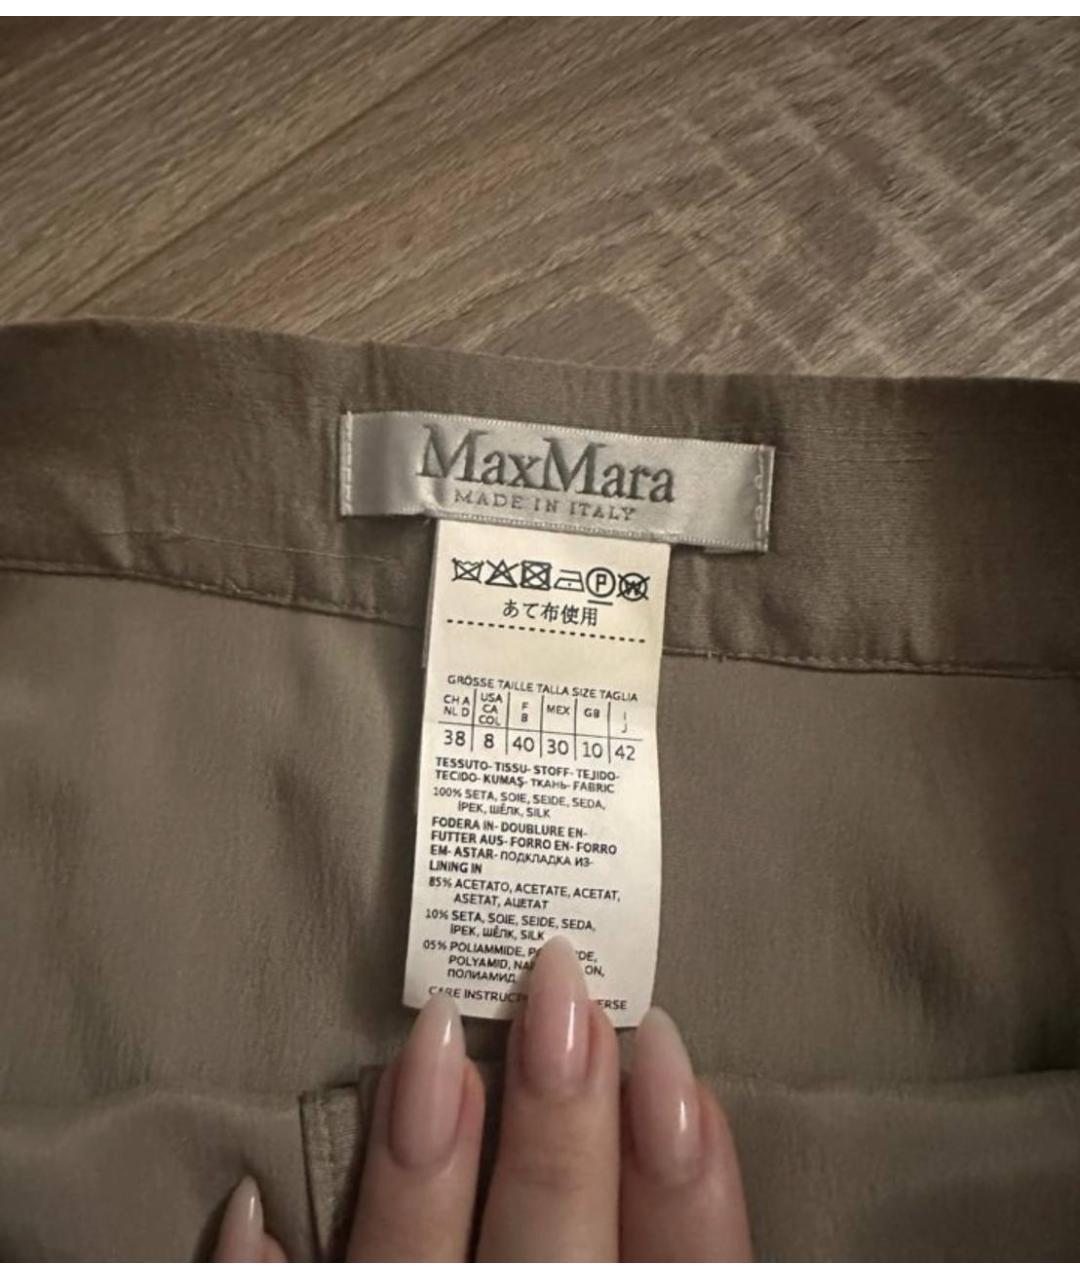 MaxMara
MADE IN ITALY
P W
あて布使用
GRÖSSE TAILLE TALLA SIZE TAGLIA
CH A NL D USA CA COL F B MEX GB I J
38 8 40 30 10 42
TESSUTO- TISSU- STOFF- TEJIDO-
TECIDO- KUMAŞ- ТКАНЬ- FABRIC
100% SETA, SOIE, SEIDE, SEDA,
İPEK, ШЁЛК, SILK
FODERA IN- DOUBLURE EN-
FUTTER AUS- FORRO EN- FORRO
EM- ASTAR- ПОДКЛАДКА ИЗ-
LINING IN
85% ACETATO, ACETATE, ACETAT,
ASETAT, АЦЕТАТ
10% SETA, SOIE, SEIDE, SEDA,
İPEK, ШЁЛК, SILK
05% POLIAMMIDE,
POLYAMID,
ПОЛИАМИД
CARE